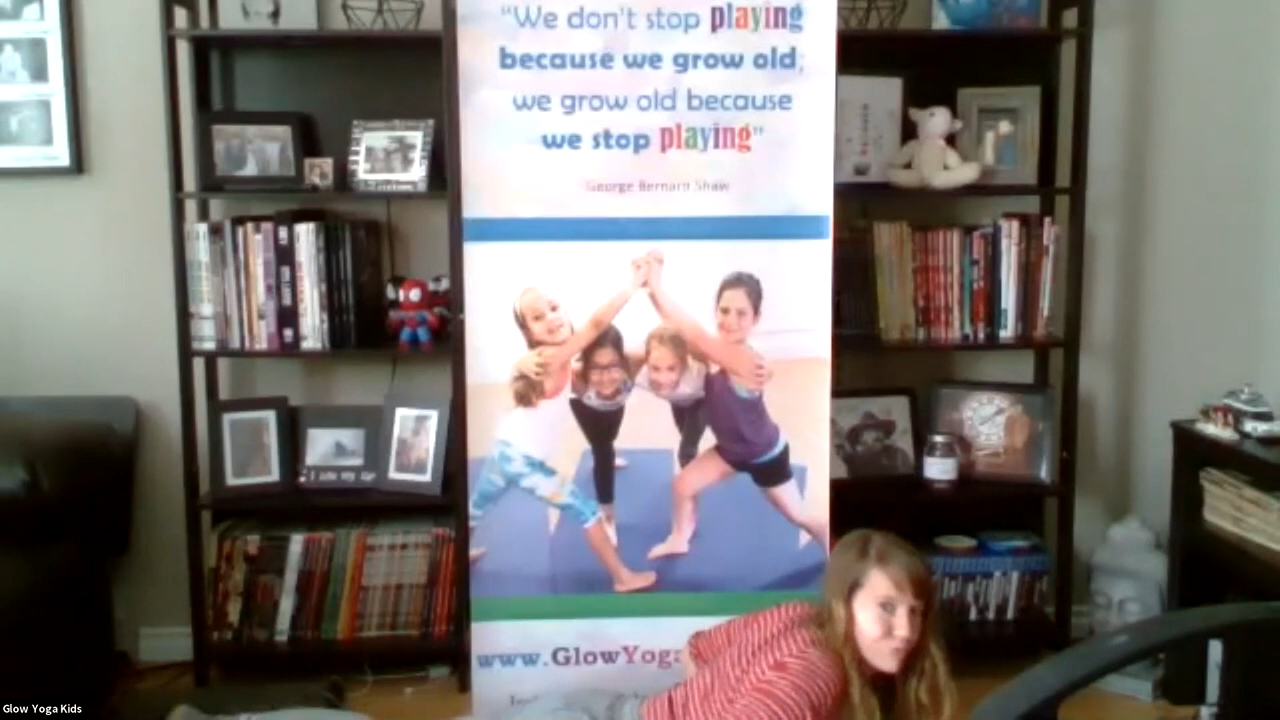 "We don't stop playing
because we grow old;
we grow old because
we stop playing"
George Bernard Shaw
www.GlowYoga
Glow Yoga Kids